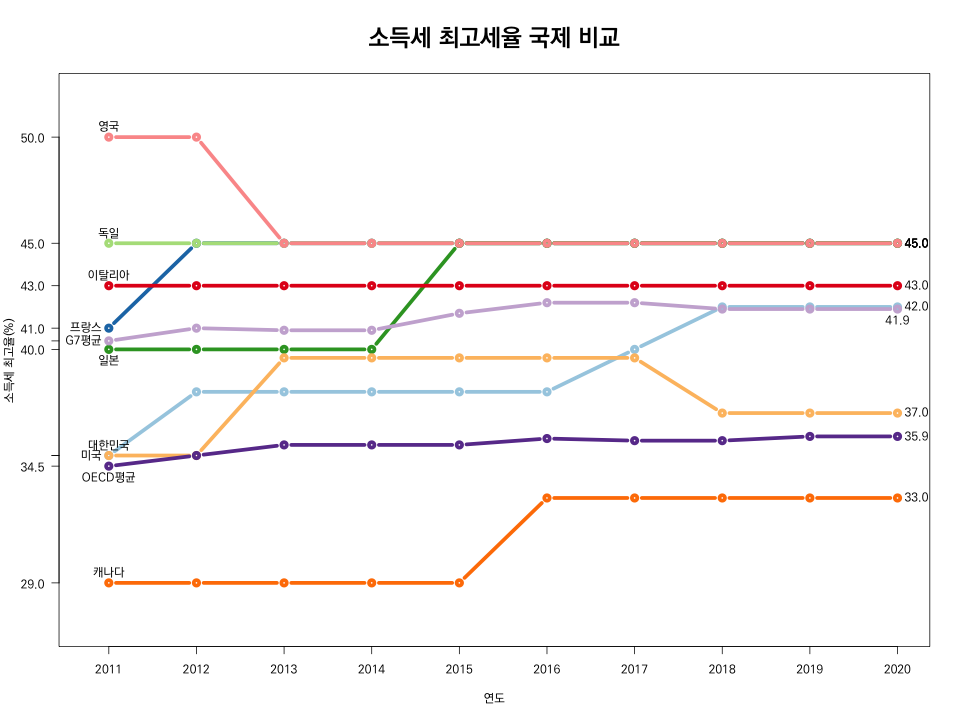 소득세 최고세율 국제 비교
소득세 최고율(%)
50.0
45.0
43.0
41.0
40.0
34.5
29.0
영국
독일
이탈리아
프랑스
G7평균
일본
대한민국
미국
OECD평균
캐나다
45.0
43.0
42.0
41.9
37.0
35.9
33.0
2011 2012 2013 2014 2015 2016 2017 2018 2019 2020
연도